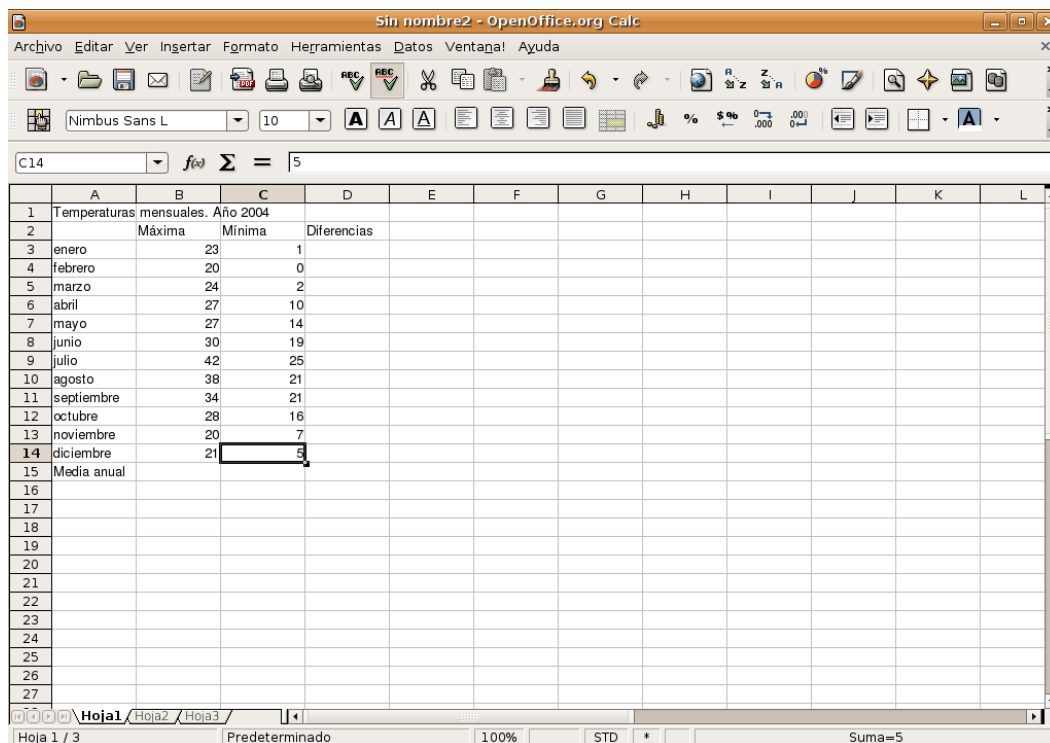 Sin nombre2 - OpenOffice.org Calc
Archivo Editar Ver Insertar Formato Herramientas Datos Ventana! Ayuda
Nimbus Sans L 10
C14 f(x) Σ = 5
A B C D E F G H I J K L
1 Temperaturas mensuales. Año 2004
2 Máxima Mínima Diferencias
3 enero 23 1
4 febrero 20 0
5 marzo 24 2
6 abril 27 10
7 mayo 27 14
8 junio 30 19
9 julio 42 25
10 agosto 38 21
11 septiembre 34 21
12 octubre 28 16
13 noviembre 20 7
14 diciembre 21 5
15 Media anual
16
17
18
19
20
21
22
23
24
25
26
27
Hoja1 Hoja2 Hoja3
Hoja 1 / 3 Predeterminado 100% STD * Suma=5